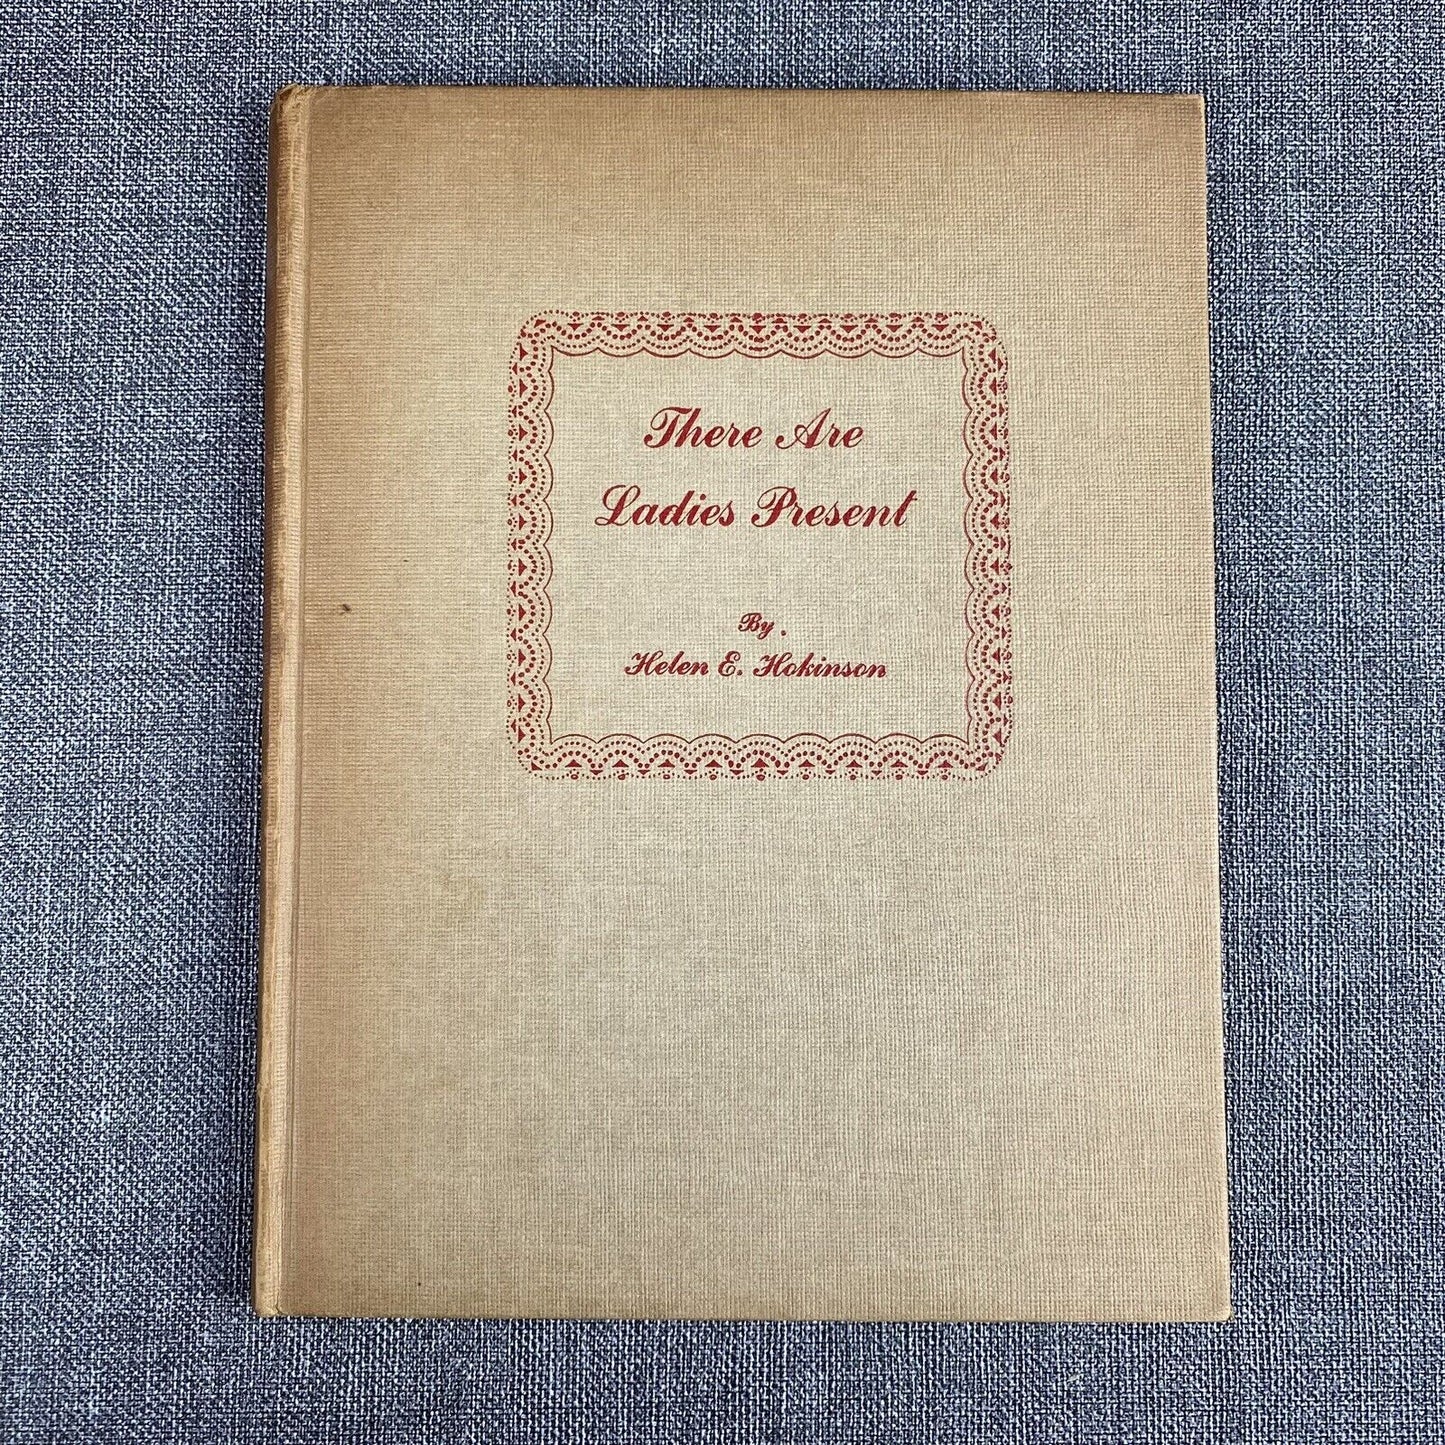 There Are
Ladies Present
By
Helen E. Hokinson